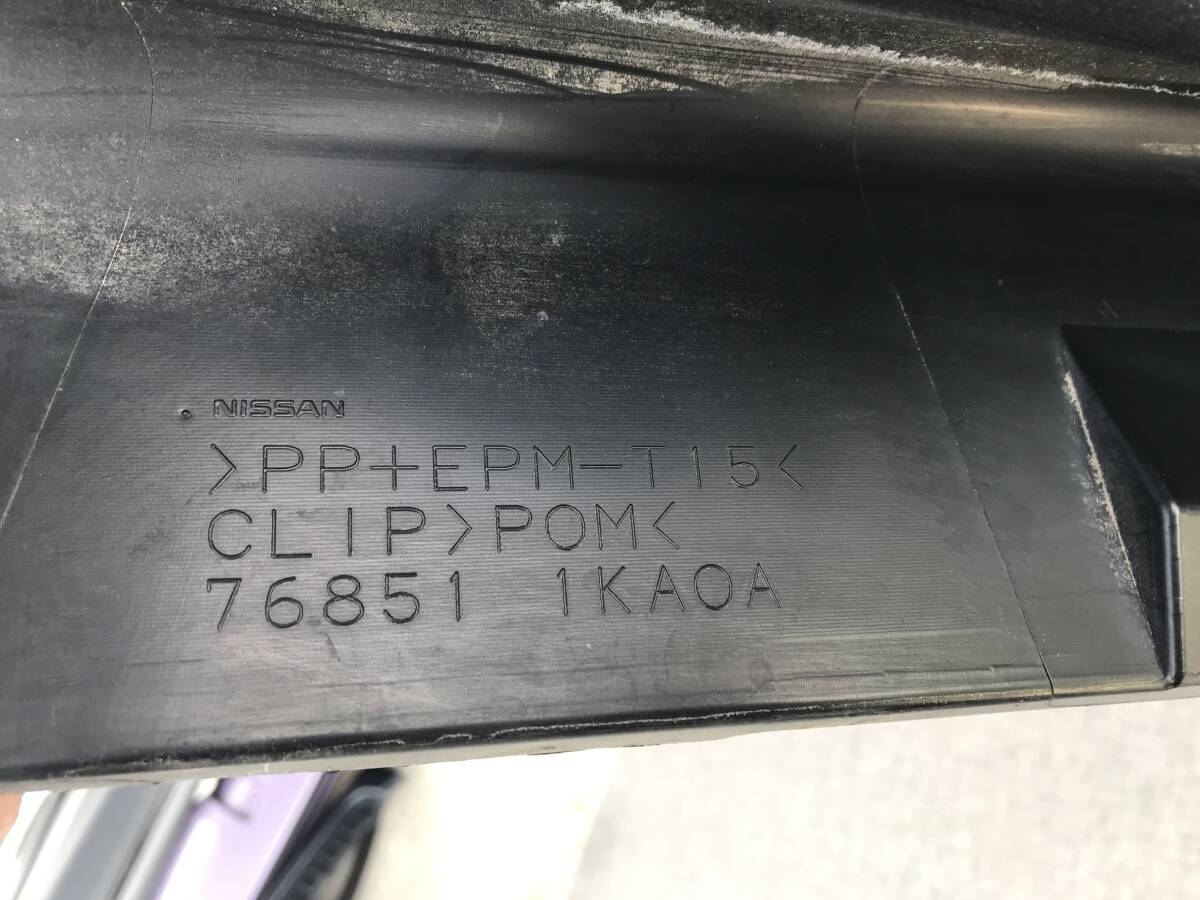 NISSAN
>PP+EPM-T15<
CLIP>POM<
76851 1KA0A